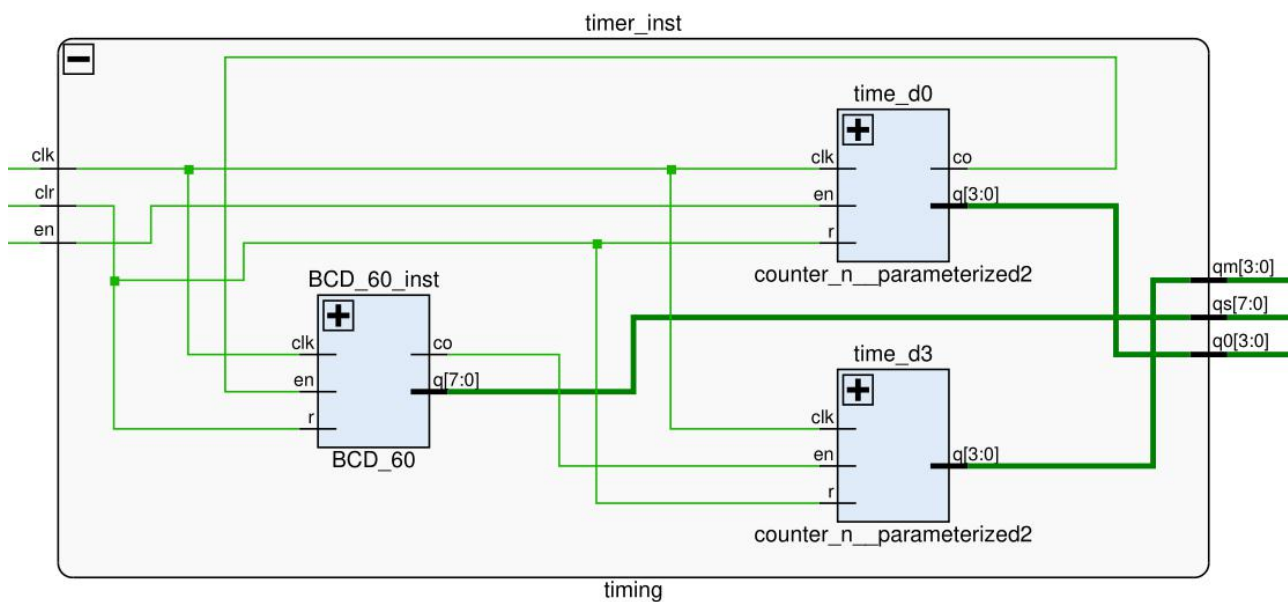 timer_inst
time_d0
clk
co
clk
clr
en
q[3:0]
en
r
counter_n__parameterized2
BCD_60_inst
qm[3:0]
qs[7:0]
q0[3:0]
clk
co
en
q[7:0]
r
BCD_60
time_d3
clk
en
q[3:0]
r
counter_n__parameterized2
timing